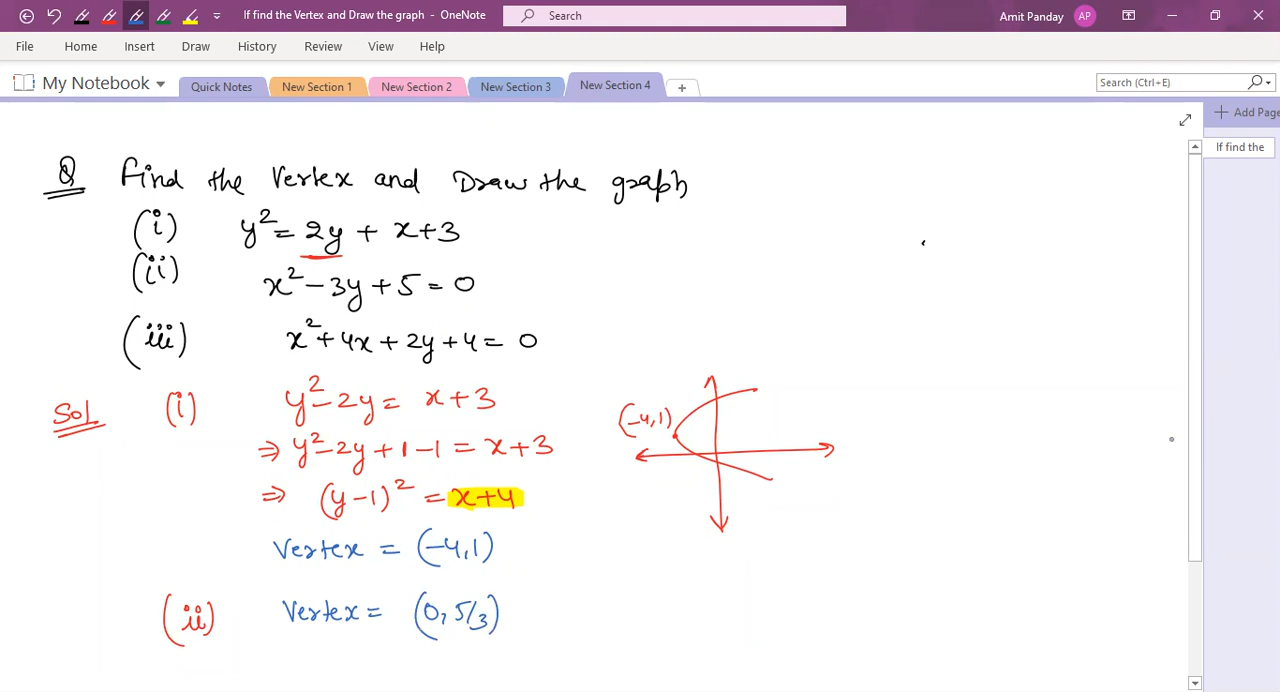 If find the Vertex and Draw the graph - OneNote
Search
Amit Panday AP
File Home Insert Draw History Review View Help
My Notebook Quick Notes New Section 1 New Section 2 New Section 3 New Section 4 +
Search (Ctrl+E)
+ Add Page
If find the
Q Find the Vertex and Draw the graph
(i) y² = 2y + x+3
(ii) x² - 3y + 5 = 0
(iii) x² + 4x + 2y + 4 = 0
Sol (i) y² - 2y = x+3
⇒ y² - 2y + 1 - 1 = x+3
(-4,1)
⇒ (y-1)² = x+4
Vertex = (-4,1)
(ii) Vertex = (0, 5/3)